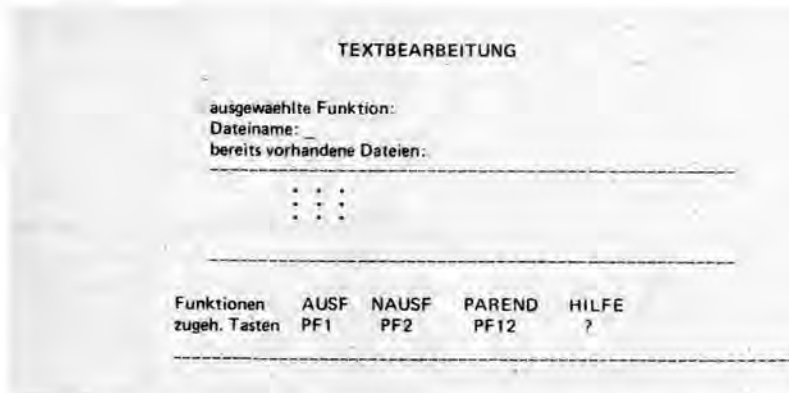 TEXTBEARBEITUNG
ausgewaehlte Funktion:
Dateiname: _
bereits vorhandene Dateien:
Funktionen AUSF NAUSF PAREND HILFE
zugeh. Tasten PF1 PF2 PF12 ?